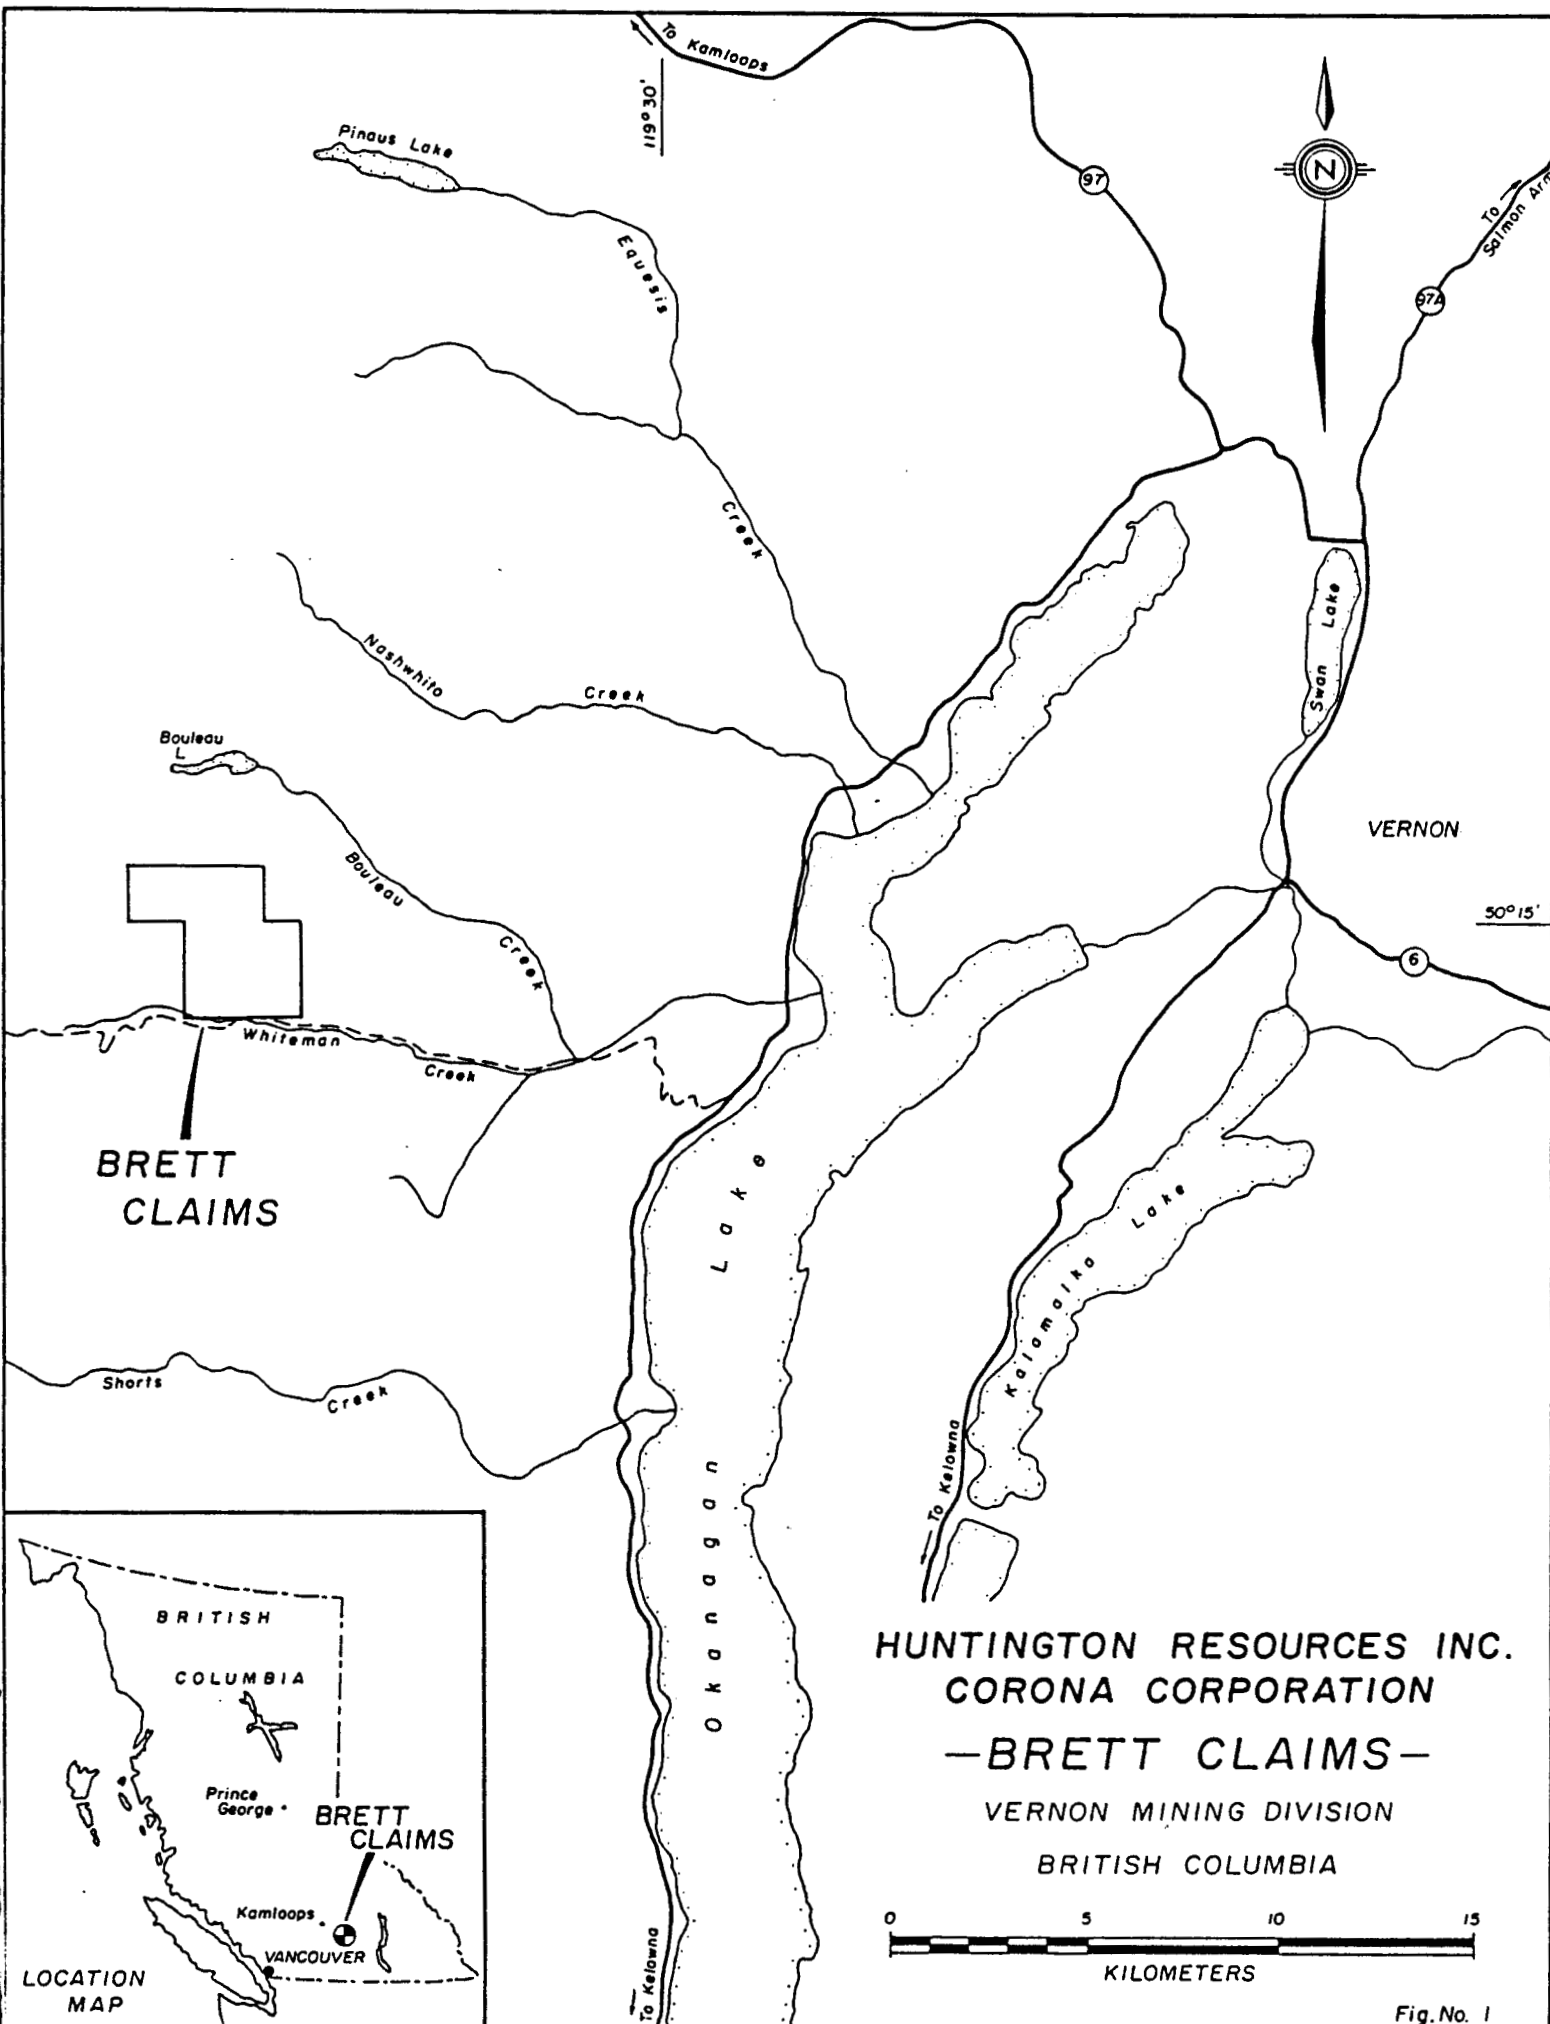 To Kamloops
119° 30'
Pinaus Lake
N
97
To
Salmon Arm
Equesis
97A
Creek
Swan Lake
Nashwhito
Creek
Bouleau
L
VERNON
Bouleau
Creek
50° 15'
6
Whiteman
Creek
BRETT
CLAIMS
Lake
Kalamalka Lake
Shorts
Creek
To Kelowna
Okanagan
BRITISH
COLUMBIA
Prince
George
BRETT
CLAIMS
Kamloops
VANCOUVER
LOCATION
MAP
To Kelowna
HUNTINGTON RESOURCES INC.
CORONA CORPORATION
—BRETT CLAIMS—
VERNON MINING DIVISION
BRITISH COLUMBIA
0 5 10 15
KILOMETERS
Fig. No. 1